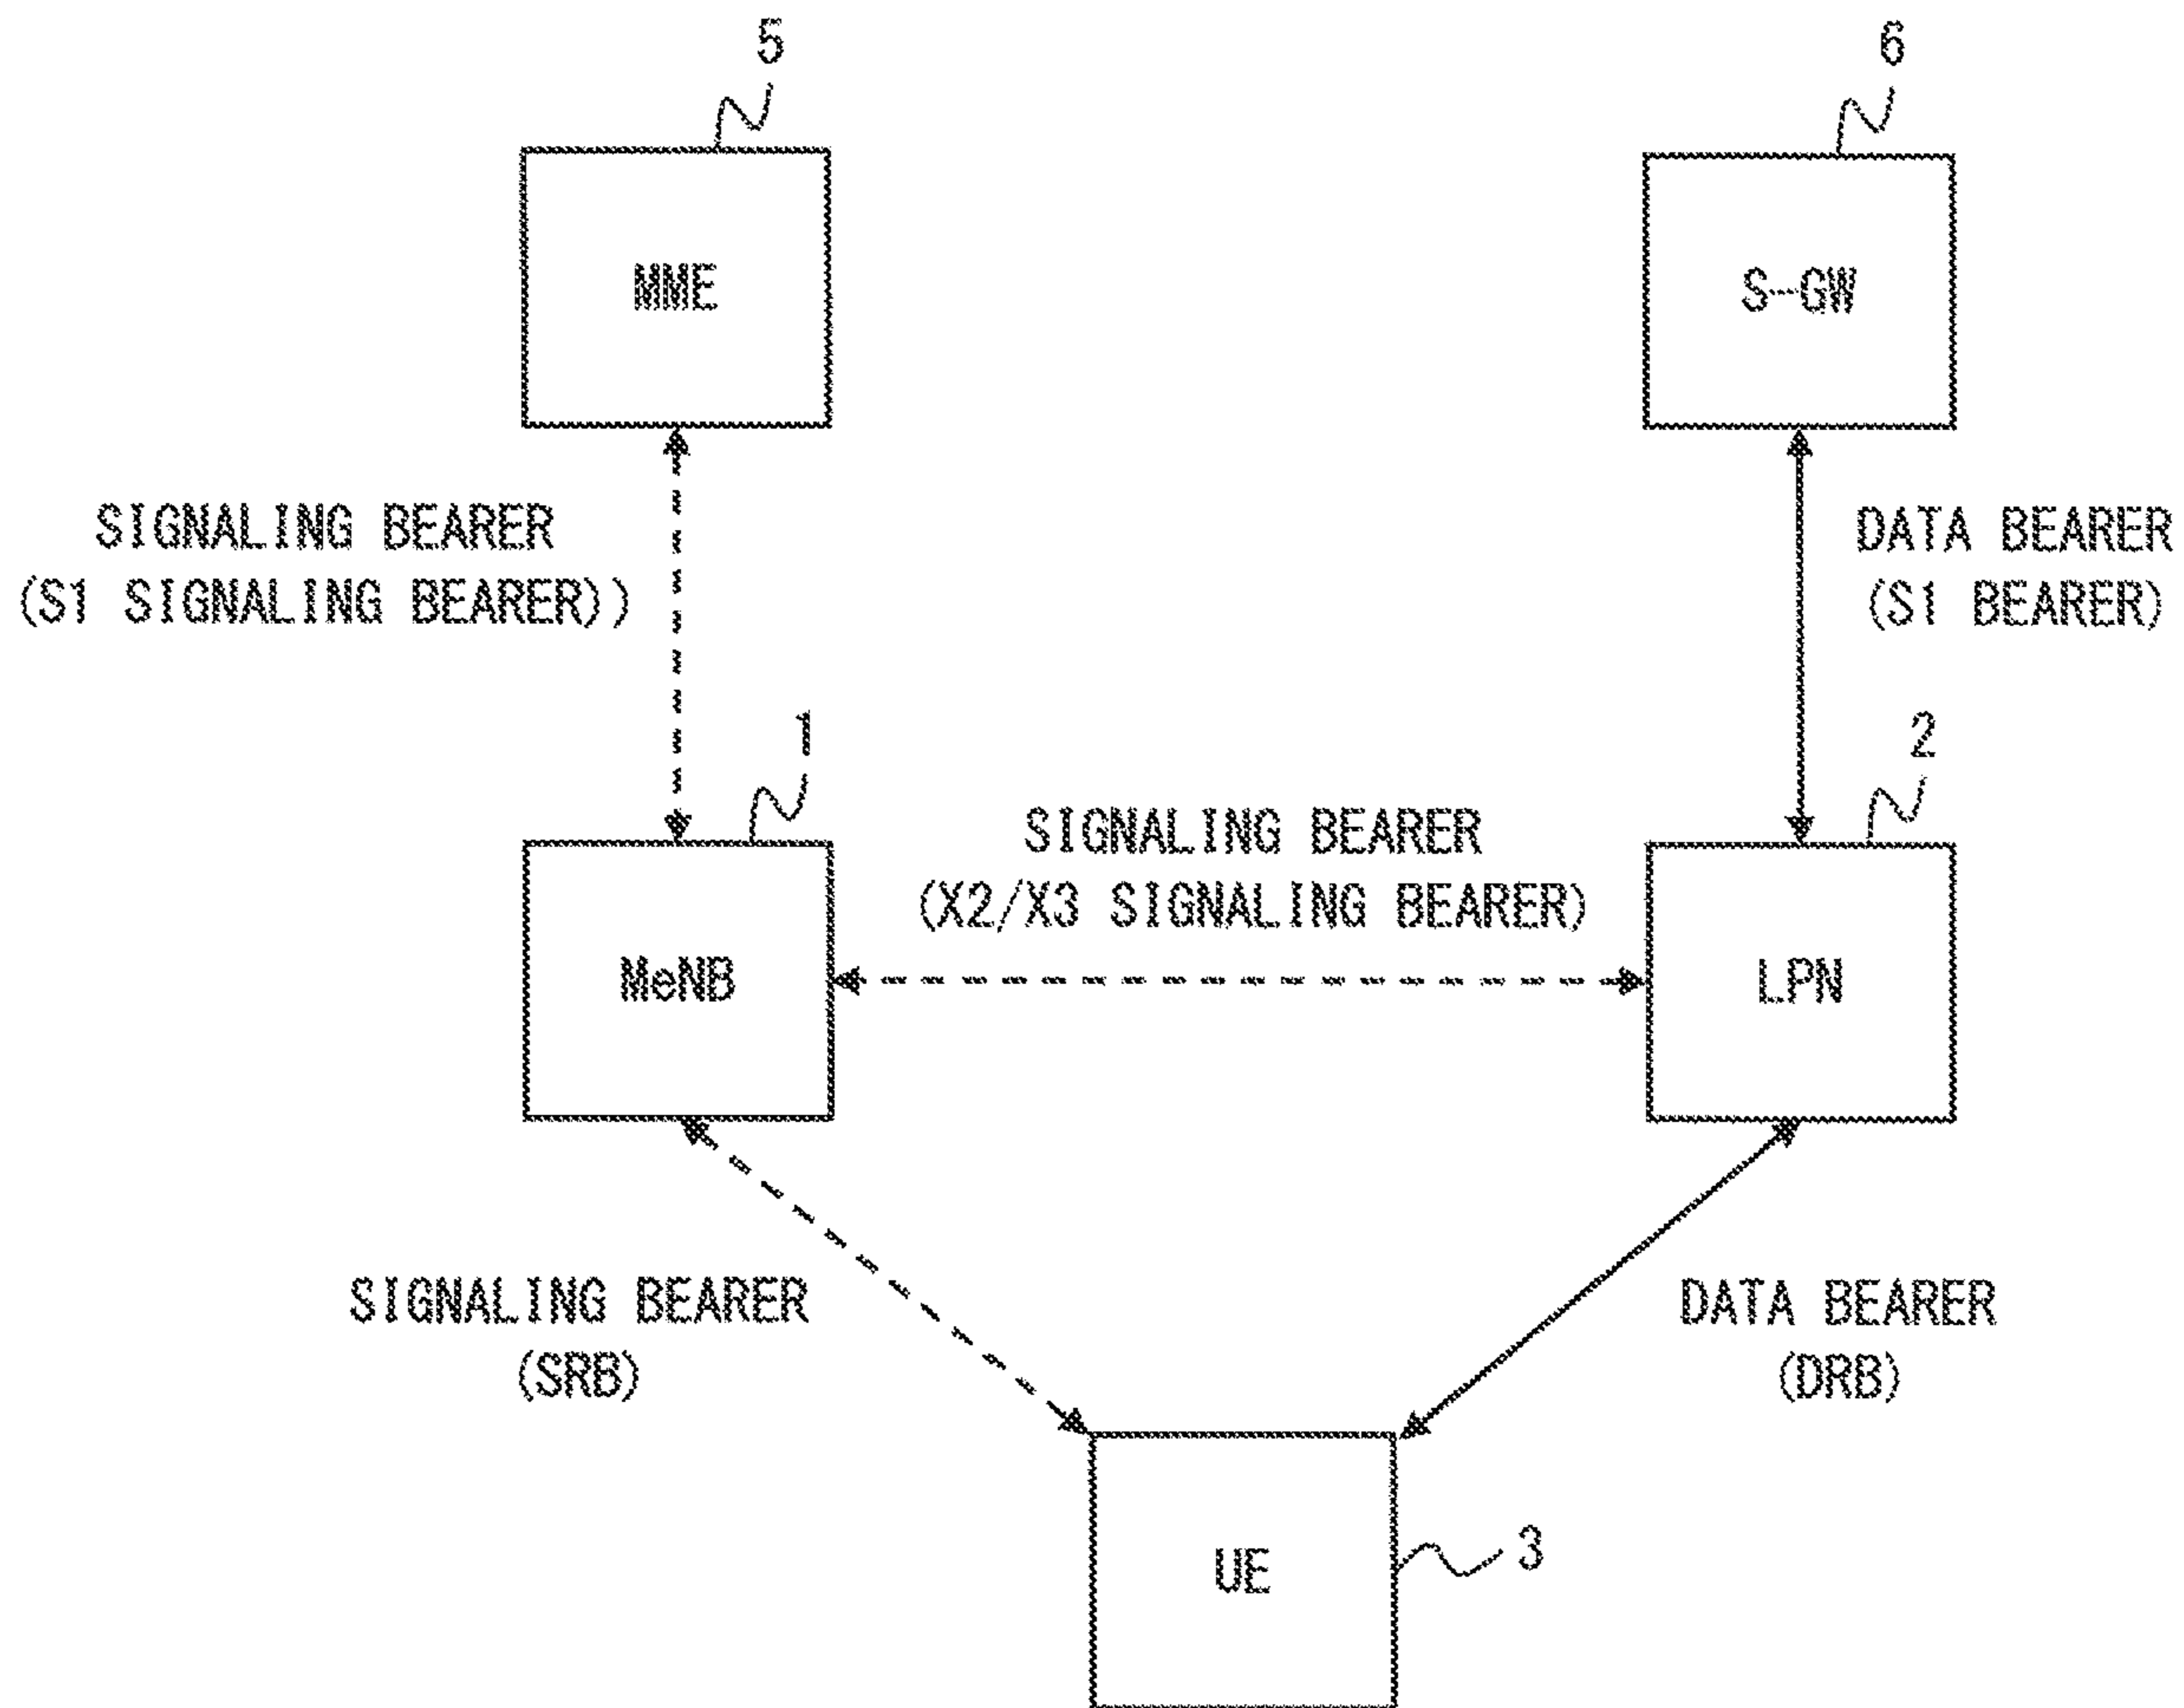 5
6
MME
S-GW
SIGNALING BEARER
(S1 SIGNALING BEARER))
DATA BEARER
(S1 BEARER)
1
2
SIGNALING BEARER
(X2/X3 SIGNALING BEARER)
MeNB
LPN
SIGNALING BEARER
(SRB)
DATA BEARER
(DRB)
UE
3